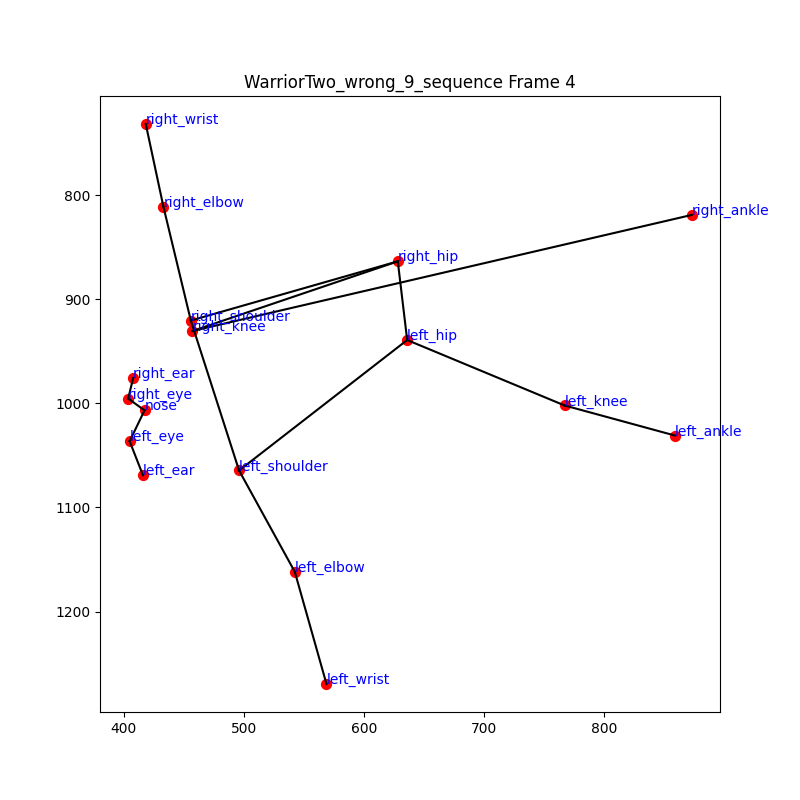 WarriorTwo_wrong_9_sequence Frame 4
right_wrist
right_elbow
right_ankle
right_hip
right_shoulder
right_knee
left_hip
right_ear
right_eye
nose
left_knee
left_eye
left_ankle
left_ear
left_shoulder
left_elbow
left_wrist
800
900
1000
1100
1200
400 500 600 700 800